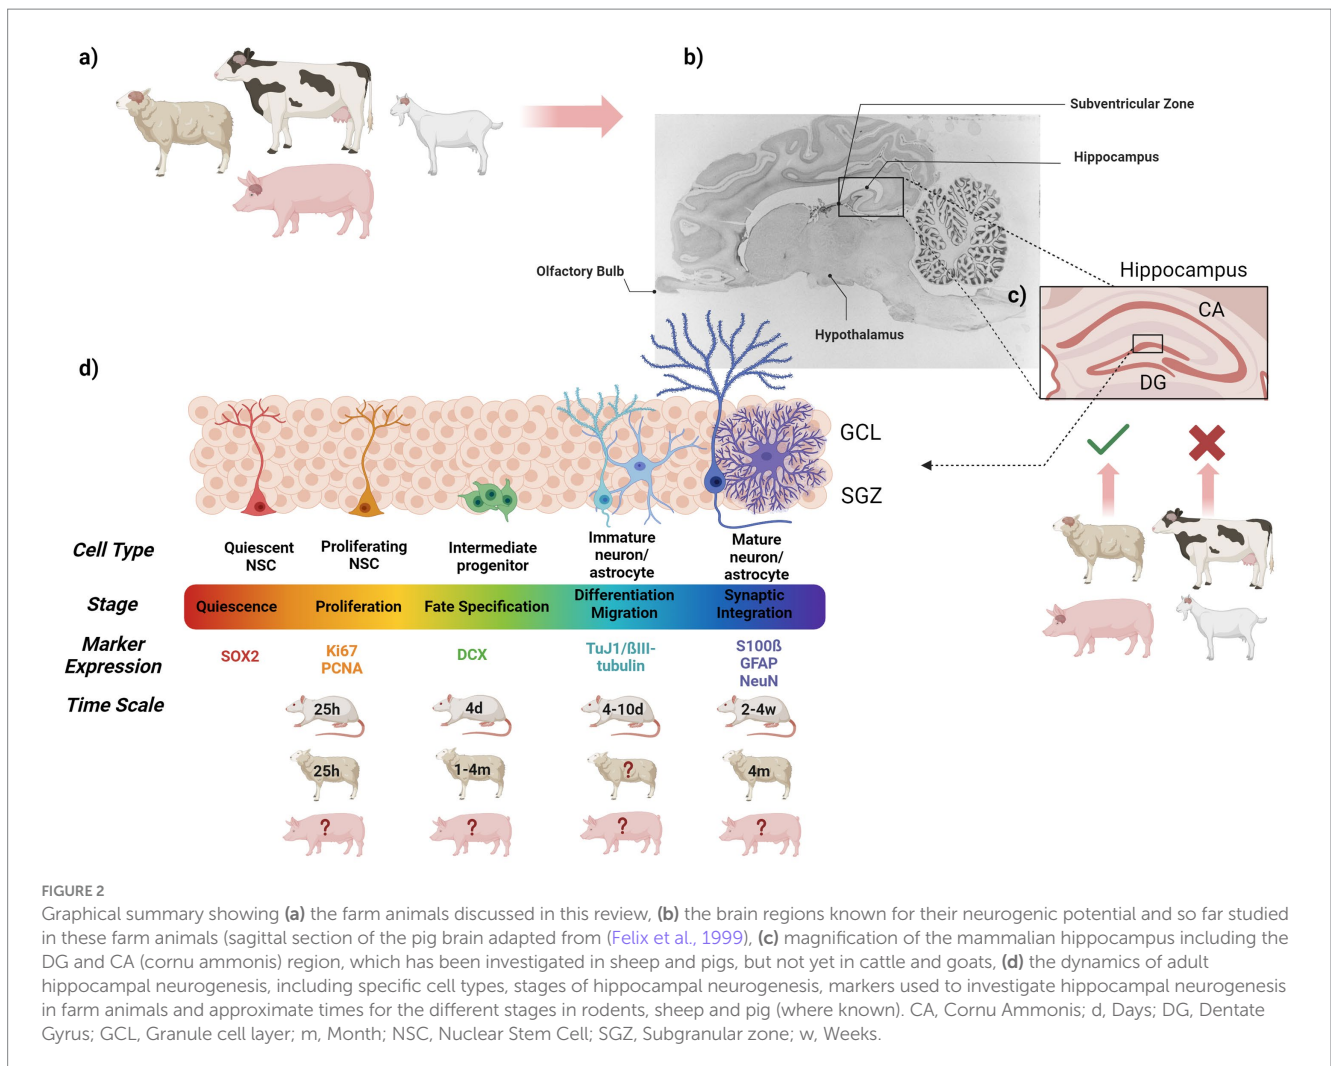 a)
b)
Subventricular Zone
Hippocampus
Olfactory Bulb
Hypothalamus
c)
Hippocampus
CA
DG
d)
GCL
SGZ
Cell Type
Quiescent
NSC
Proliferating
NSC
Intermediate
progenitor
Immature
neuron/
astrocyte
Mature
neuron/
astrocyte
Stage
Quiescence
Proliferation
Fate Specification
Differentiation
Migration
Synaptic
Integration
Marker
Expression
SOX2
Ki67
PCNA
DCX
TuJ1/ßIII-
tubulin
S100ß
GFAP
NeuN
Time Scale
25h
4d
4-10d
2-4w
25h
1-4m
?
4m
?
?
?
?
FIGURE 2
Graphical summary showing (a) the farm animals discussed in this review, (b) the brain regions known for their neurogenic potential and so far studied
in these farm animals (sagittal section of the pig brain adapted from (Felix et al., 1999), (c) magnification of the mammalian hippocampus including the
DG and CA (cornu ammonis) region, which has been investigated in sheep and pigs, but not yet in cattle and goats, (d) the dynamics of adult
hippocampal neurogenesis, including specific cell types, stages of hippocampal neurogenesis, markers used to investigate hippocampal neurogenesis
in farm animals and approximate times for the different stages in rodents, sheep and pig (where known). CA, Cornu Ammonis; d, Days; DG, Dentate
Gyrus; GCL, Granule cell layer; m, Month; NSC, Nuclear Stem Cell; SGZ, Subgranular zone; w, Weeks.